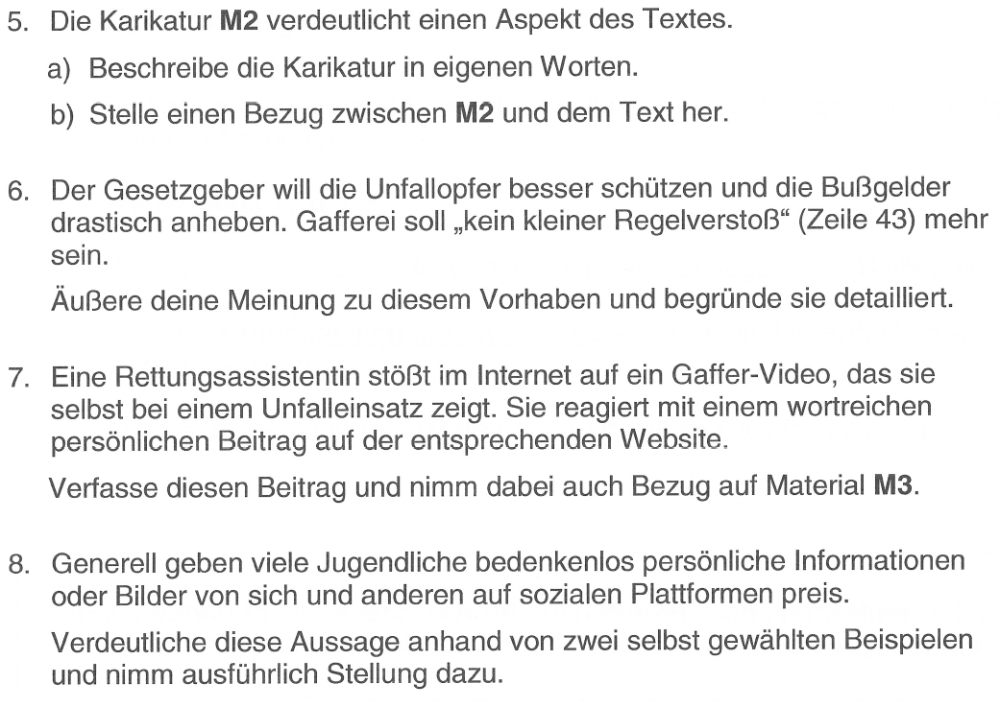 5. Die Karikatur M2 verdeutlicht einen Aspekt des Textes.
a) Beschreibe die Karikatur in eigenen Worten.
b) Stelle einen Bezug zwischen M2 und dem Text her.
6. Der Gesetzgeber will die Unfallopfer besser schützen und die Bußgelder
drastisch anheben. Gafferei soll „kein kleiner Regelverstoß“ (Zeile 43) mehr
sein.
Äußere deine Meinung zu diesem Vorhaben und begründe sie detailliert.
7. Eine Rettungsassistentin stößt im Internet auf ein Gaffer-Video, das sie
selbst bei einem Unfalleinsatz zeigt. Sie reagiert mit einem wortreichen
persönlichen Beitrag auf der entsprechenden Website.
Verfasse diesen Beitrag und nimm dabei auch Bezug auf Material M3.
8. Generell geben viele Jugendliche bedenkenlos persönliche Informationen
oder Bilder von sich und anderen auf sozialen Plattformen preis.
Verdeutliche diese Aussage anhand von zwei selbst gewählten Beispielen
und nimm ausführlich Stellung dazu.